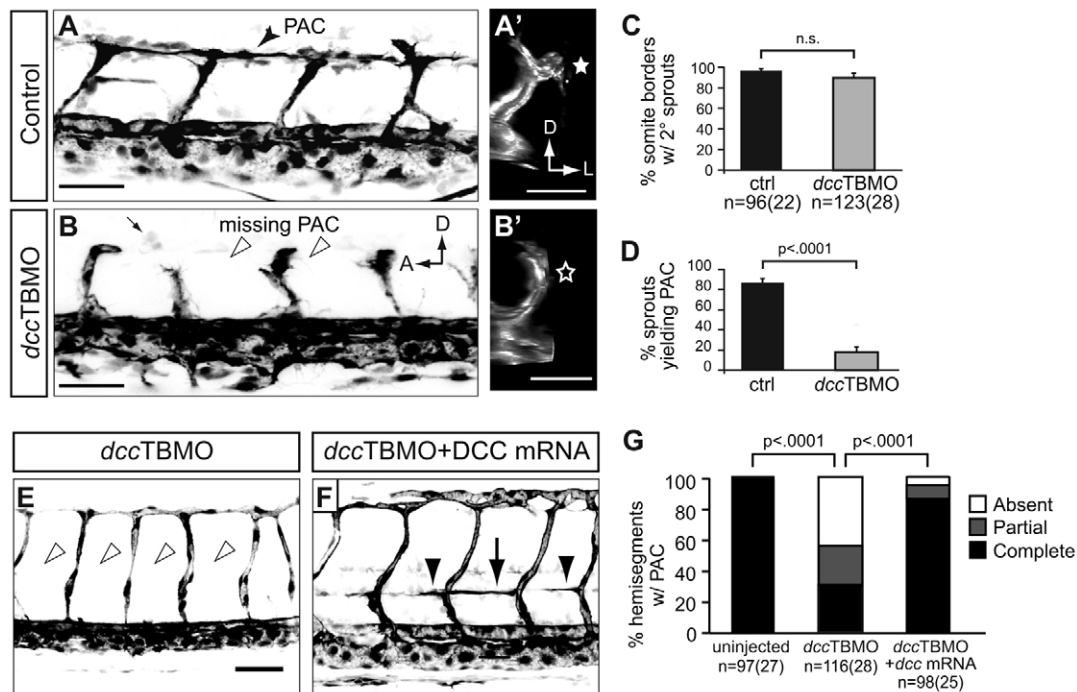 Control
A
PAC
A'
D
L
dccTBMO
B
missing PAC
D
A
B'
C
n.s.
% somite borders
w/ 2° sprouts
100
80
60
40
20
0
ctrl
n=96(22)
dccTBMO
n=123(28)
D
p<.0001
% sprouts
yielding PAC
100
80
60
40
20
0
ctrl
dccTBMO
dccTBMO
E
dccTBMO+DCC mRNA
F
G
p<.0001
p<.0001
% hemisegments
w/ PAC
100
80
60
40
20
0
Absent
Partial
Complete
uninjected
n=97(27)
dccTBMO
n=116(28)
dccTBMO
+dcc mRNA
n=98(25)